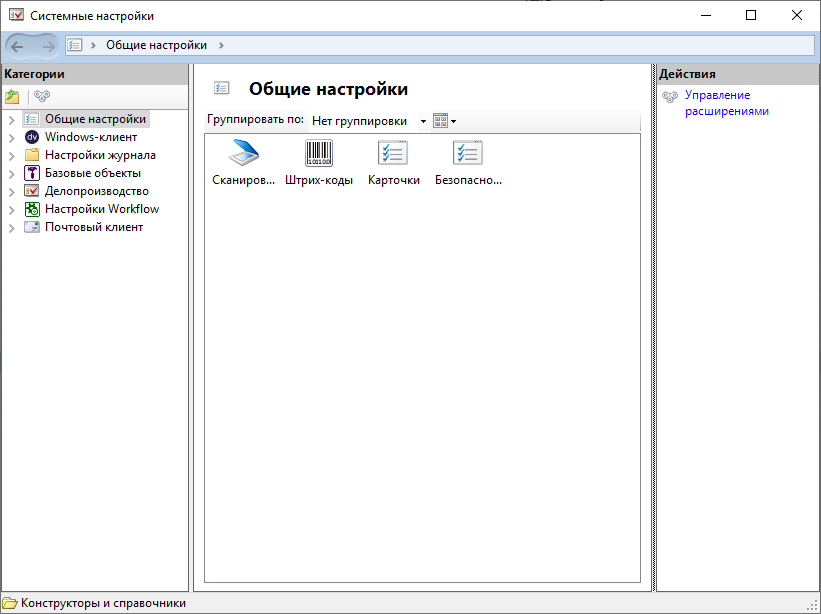 Системные настройки
Общие настройки
Категории
Общие настройки
Windows-клиент
Настройки журнала
Базовые объекты
Делопроизводство
Настройки Workflow
Почтовый клиент
Общие настройки
Группировать по: Нет группировки
Сканиров... Штрих-коды Карточки Безопасно...
Действия
Управление
расширениями
Конструкторы и справочники